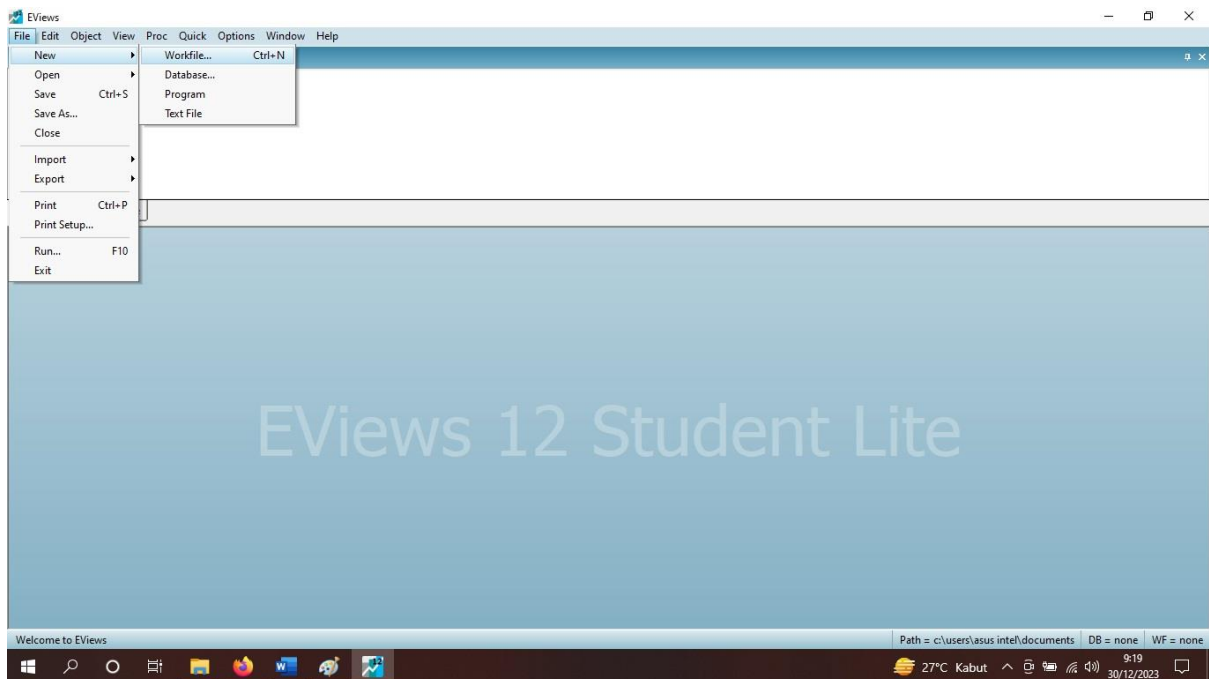 EViews
File Edit Object View Proc Quick Options Window Help
New
Workfile... Ctrl+N
Open
Database...
Save Ctrl+S
Program
Save As...
Text File
Close
Import
Export
Print Ctrl+P
Print Setup...
Run... F10
Exit
EViews 12 Student Lite
Welcome to EViews
Path = c:\users\asus intel\documents DB = none WF = none
27°C Kabut
9:19
30/12/2023